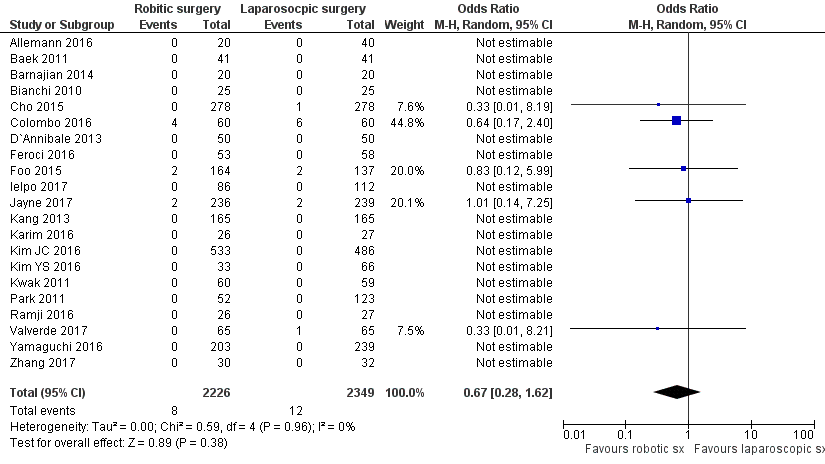 Robitic surgery Laparosocpic surgery Odds Ratio Odds Ratio
Study or Subgroup Events Total Events Total Weight M-H, Random, 95% CI M-H, Random, 95% CI
Allemann 2016 0 20 0 40 Not estimable
Baek 2011 0 41 0 41 Not estimable
Barnajian 2014 0 20 0 20 Not estimable
Bianchi 2010 0 25 0 25 Not estimable
Cho 2015 0 278 1 278 7.6% 0.33 [0.01, 8.19]
Colombo 2016 4 60 6 60 44.8% 0.64 [0.17, 2.40]
D`Annibale 2013 0 50 0 50 Not estimable
Feroci 2016 0 53 0 58 Not estimable
Foo 2015 2 164 2 137 20.0% 0.83 [0.12, 5.99]
Ielpo 2017 0 86 0 112 Not estimable
Jayne 2017 2 236 2 239 20.1% 1.01 [0.14, 7.25]
Kang 2013 0 165 0 165 Not estimable
Karim 2016 0 26 0 27 Not estimable
Kim JC 2016 0 533 0 486 Not estimable
Kim YS 2016 0 33 0 66 Not estimable
Kwak 2011 0 60 0 59 Not estimable
Park 2011 0 52 0 123 Not estimable
Ramji 2016 0 26 0 27 Not estimable
Valverde 2017 0 65 1 65 7.5% 0.33 [0.01, 8.21]
Yamaguchi 2016 0 203 0 239 Not estimable
Zhang 2017 0 30 0 32 Not estimable
Total (95% CI) 2226 2349 100.0% 0.67 [0.28, 1.62]
Total events 8 12
Heterogeneity: Tau² = 0.00; Chi² = 0.59, df = 4 (P = 0.96); I² = 0%
Test for overall effect: Z = 0.89 (P = 0.38)
0.01 0.1 1 10 100
Favours robotic sx Favours laparoscopic sx